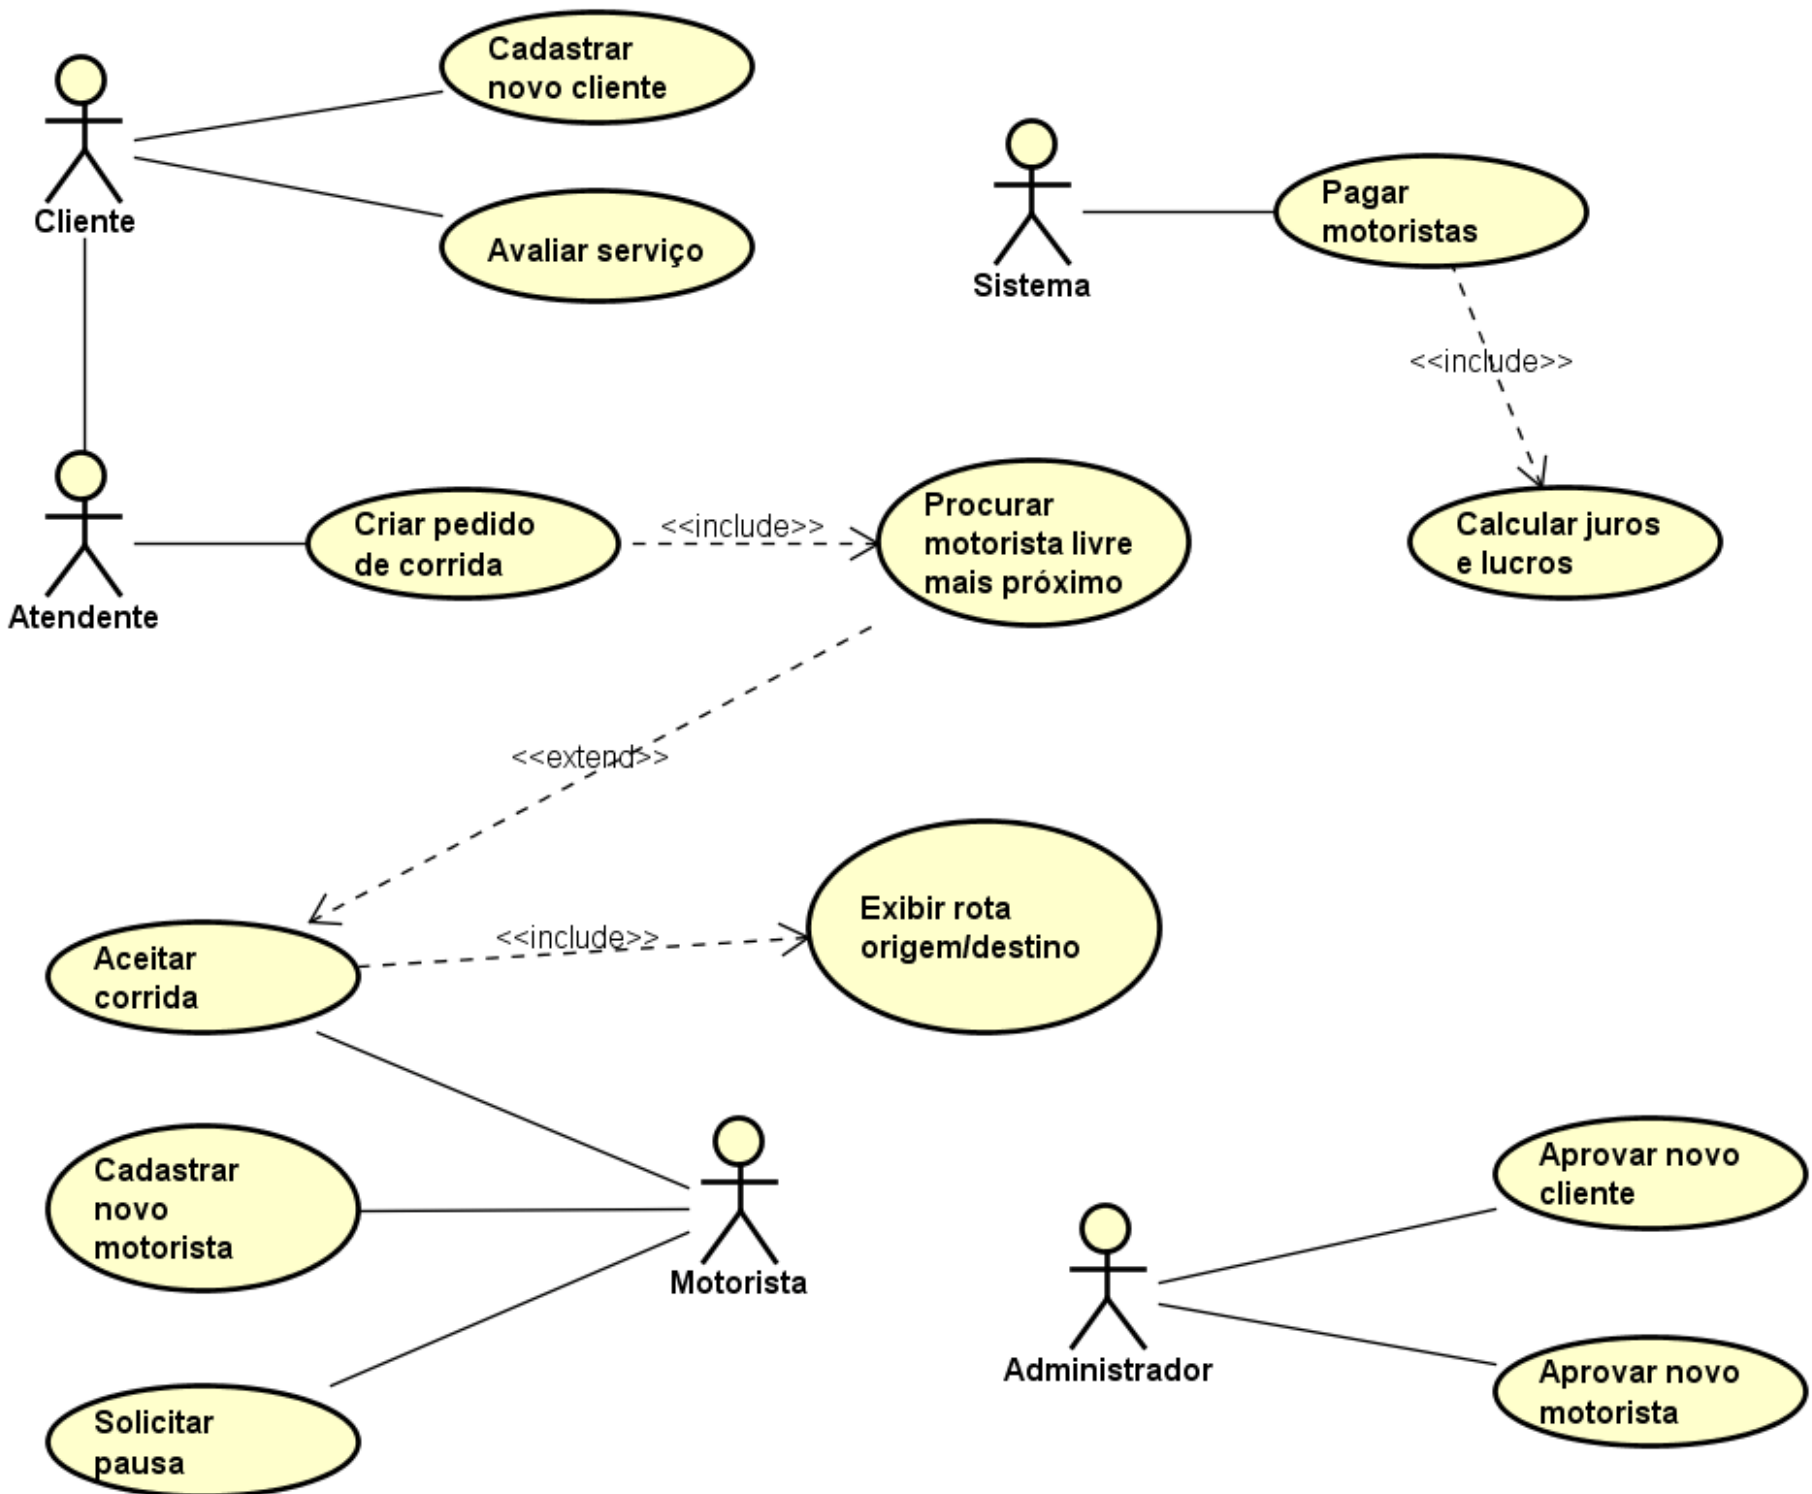 Cadastrar
novo cliente
Cliente
Avaliar serviço
Pagar
motoristas
Sistema
<<include>>
Atendente
Criar pedido
de corrida
<<include>>
Procurar
motorista livre
mais próximo
Calcular juros
e lucros
<<extend>>
Aceitar
corrida
<<include>>
Exibir rota
origem/destino
Cadastrar
novo
motorista
Motorista
Solicitar
pausa
Administrador
Aprovar novo
cliente
Aprovar novo
motorista